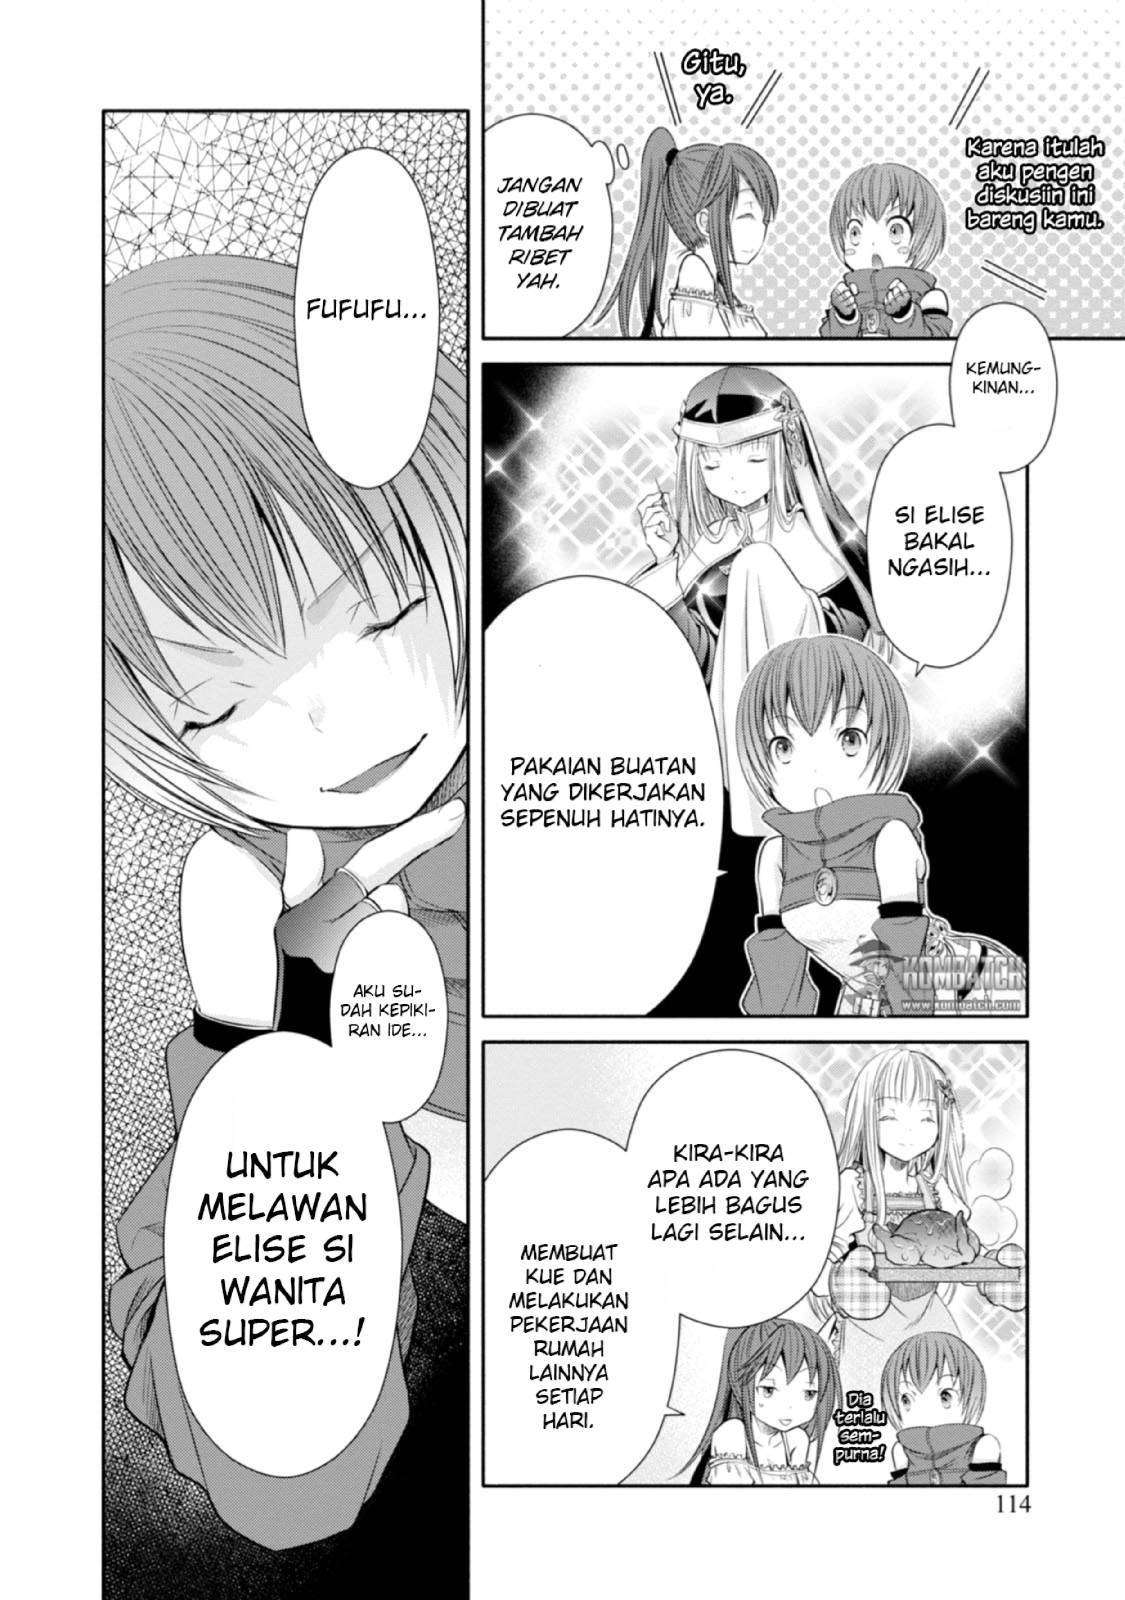 Karena itulah
aku pengen
diskusiin ini
bareng kamu.
Gitu,
ya.
JANGAN
DIBUAT
TAMBAH
RIBET
YAH.
KEMUNG-
KINAN...
SI ELISE
BAKAL
NGASIH...
PAKAIAN BUATAN
YANG DIKERJAKAN
SEPENUH HATINYA.
KOMBATCH
www.kombatch.com
KIRA-KIRA
APA ADA YANG
LEBIH BAGUS
LAGI SELAIN...
MEMBUAT
KUE DAN
MELAKUKAN
PEKERJAAN
RUMAH
LAINNYA
SETIAP
HARI.
Dia
terlalu
sem-
purna!
114
FUFUFU...
AKU SU-
DAH KEPIKI-
RAN IDE...
UNTUK
MELAWAN
ELISE SI
WANITA
SUPER...!